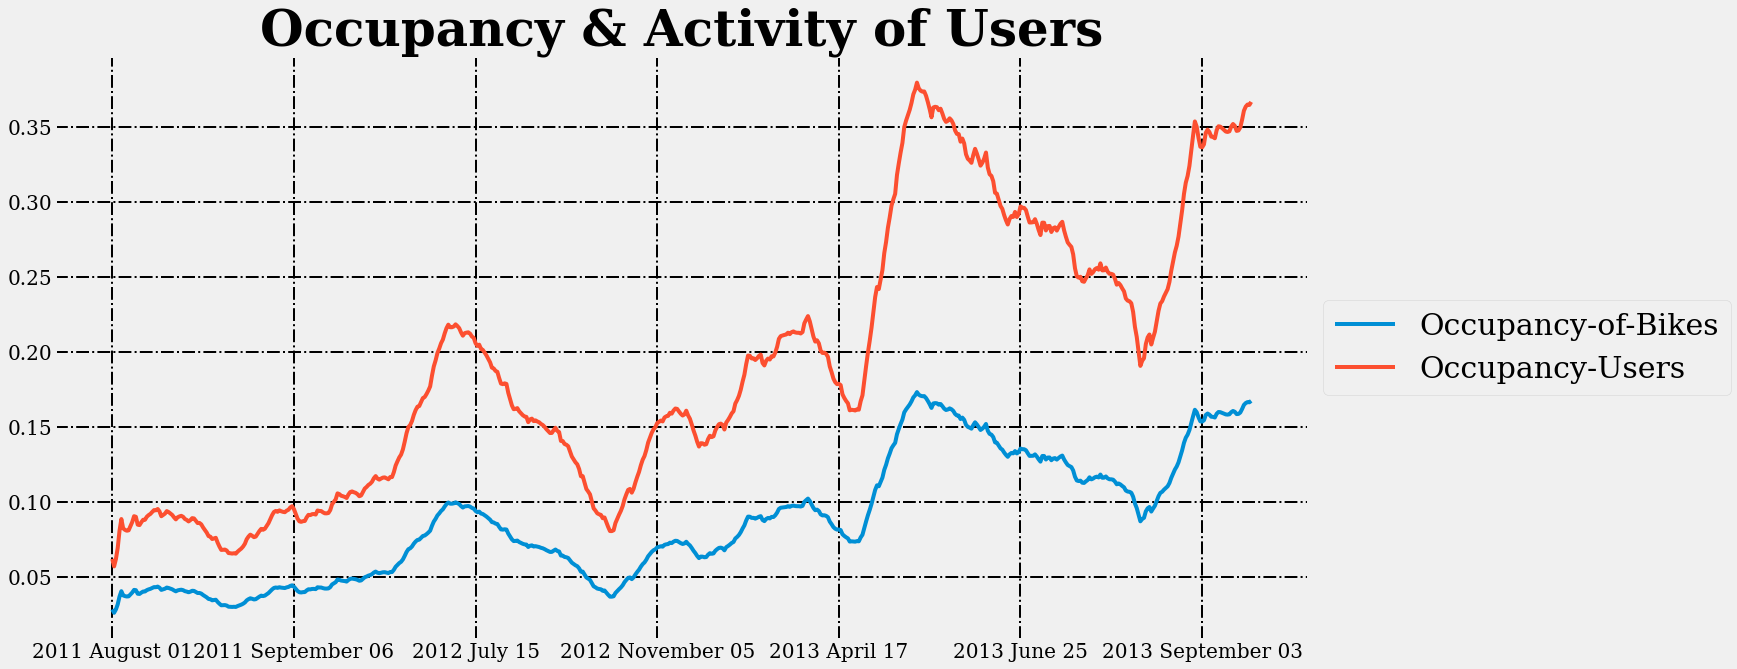 Occupancy & Activity of Users
0.35
0.30
0.25
0.20
0.15
0.10
0.05
2011 August 01
2011 September 06
2012 July 15
2012 November 05
2013 April 17
2013 June 25
2013 September 03
Occupancy-of-Bikes
Occupancy-Users